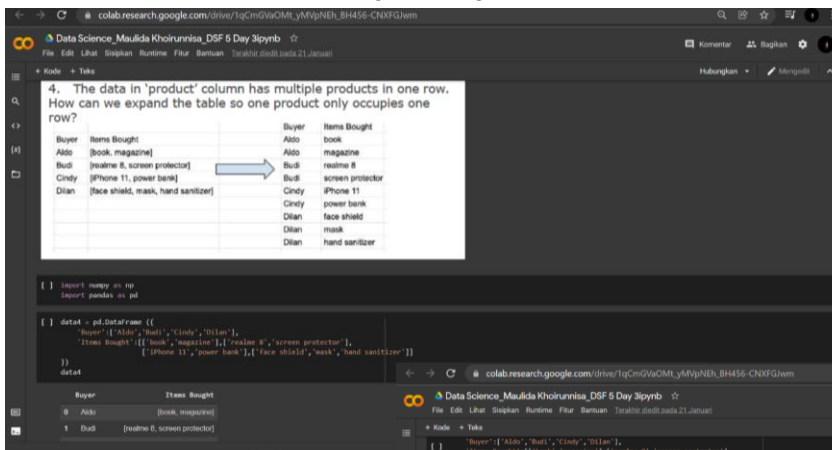 colab.research.google.com/drive/1qCmGVaOMt_yMVpNEh_8H4S6-CNXFGJwm
CO Data Science_Maulida Khoirunnisa_DSF 5 Day 3ipynb
File Edit Lihat Sisipkan Runtime Fitur Bantuan Terakhir diedit pada 21 Januari
Komentar Bagikan
+ Kode + Teks
Hubungkan Mengedit
4. The data in 'product' column has multiple products in one row.
How can we expand the table so one product only occupies one
row?
Buyer Items Bought
Aldo [book, magazine]
Budi [realme 8, screen protector]
Cindy [iPhone 11, power bank]
Dilan [face shield, mask, hand sanitizer]
Buyer Items Bought
Aldo book
Aldo magazine
Budi realme 8
Budi screen protector
Cindy iPhone 11
Cindy power bank
Dilan face shield
Dilan mask
Dilan hand sanitizer
[ ] import numpy as np
import pandas as pd
[ ] data4 = pd.DataFrame ({
'Buyer':['Aldo','Budi','Cindy','Dilan'],
'Items Bought':[['book','magazine'],['realme 8','screen protector'],
['iPhone 11','power bank'],['face shield','mask','hand sanitizer']]
})
data4
Buyer Items Bought
0 Aldo [book, magazine]
1 Budi [realme 8, screen protector]
colab.research.google.com/drive/1qCmGVaOMt_yMVpNEh_8H4S6-CNXFGJwm
CO Data Science_Maulida Khoirunnisa_DSF 5 Day 3ipynb
File Edit Lihat Sisipkan Runtime Fitur Bantuan Terakhir diedit pada 21 Januari
+ Kode + Teks
[ ] 'Buyer':['Aldo','Budi','Cindy','Dilan'],